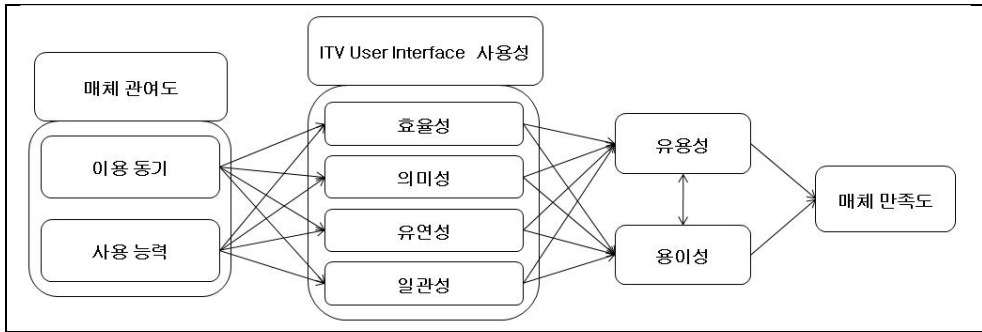 매체 관여도
이용 동기
사용 능력
ITV User Interface 사용성
효율성
의미성
유연성
일관성
유용성
용이성
매체 만족도